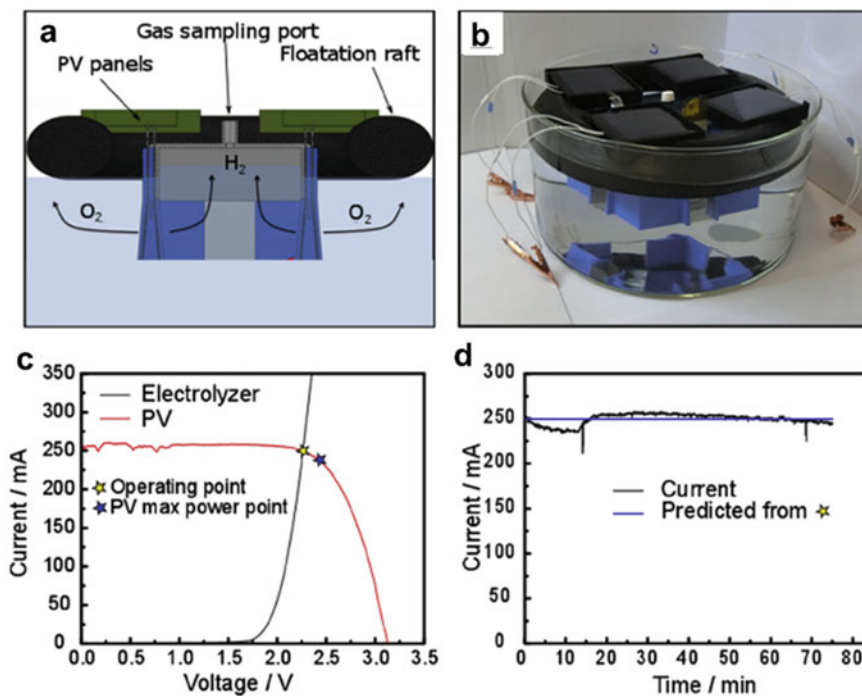 a
Gas sampling port
PV panels
Floatation raft
H2
O2
O2
b
c
350
300
250
200
150
100
50
0
Current / mA
Electrolyzer
PV
Operating point
PV max power point
0.0 0.5 1.0 1.5 2.0 2.5 3.0 3.5
Voltage / V
d
300
250
200
150
100
50
0
Current / mA
Current
Predicted from
0 10 20 30 40 50 60 70 80
Time / min